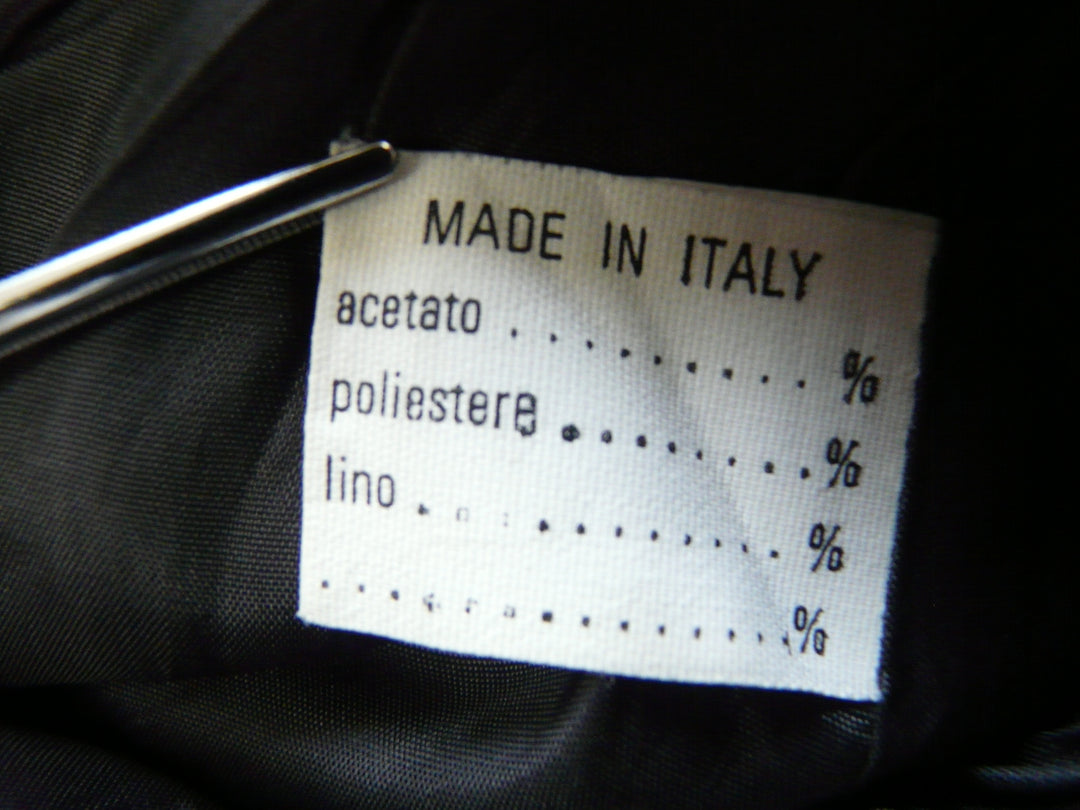 MADE IN ITALY
acetato . . . . . . . . . %
poliestere . . . . . . . . %
lino . . . . . . . . . . . %
. . . . . . . . . . . . . %